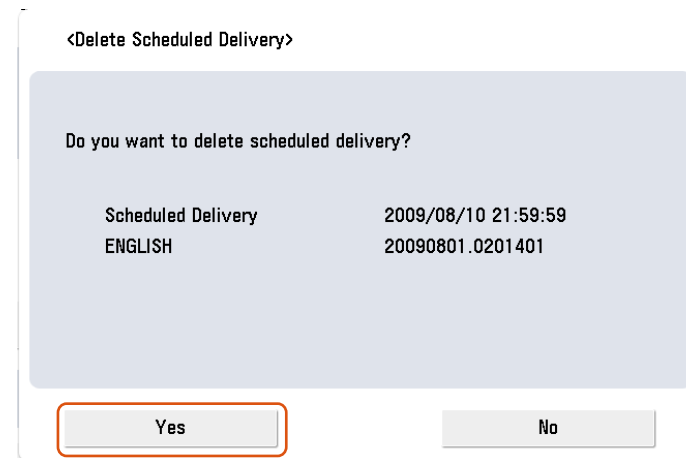 <Delete Scheduled Delivery>
Do you want to delete scheduled delivery?
Scheduled Delivery 2009/08/10 21:59:59
ENGLISH 20090801.0201401
Yes No